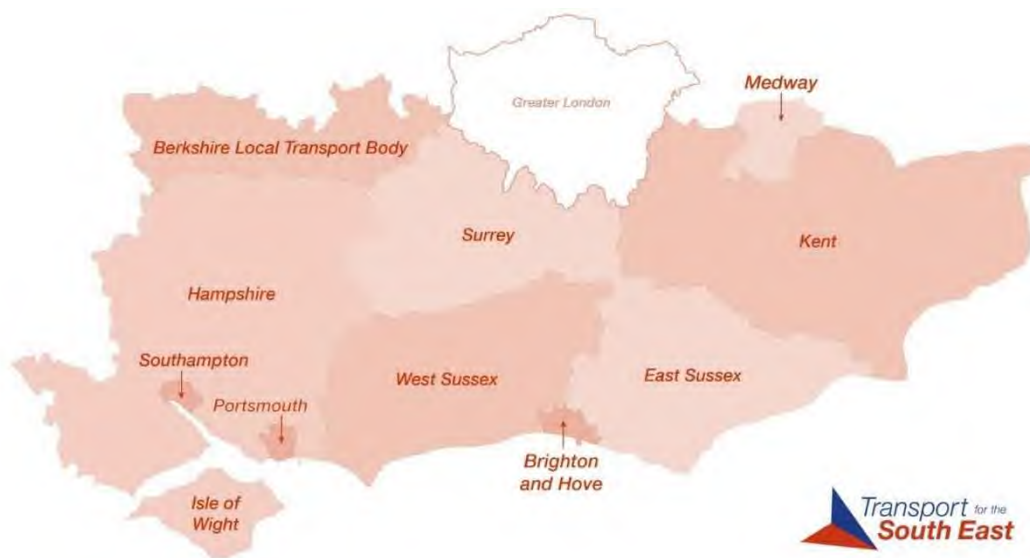 Greater London
Medway
Berkshire Local Transport Body
Surrey
Kent
Hampshire
Southampton
West Sussex
East Sussex
Portsmouth
Brighton
and Hove
Isle of
Wight
Transport for the
South East